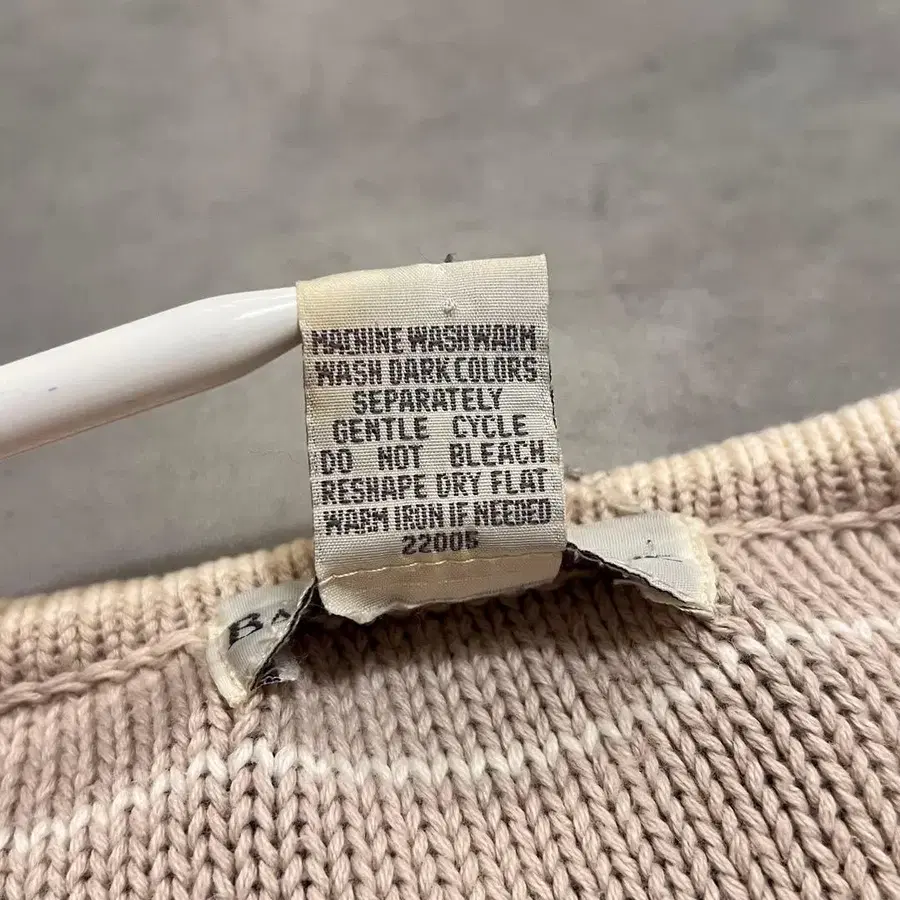 MACHINE WASH WARM
WASH DARK COLORS
SEPARATELY
GENTLE CYCLE
DO NOT BLEACH
RESHAPE DRY FLAT
WARM IRON IF NEEDED
22005